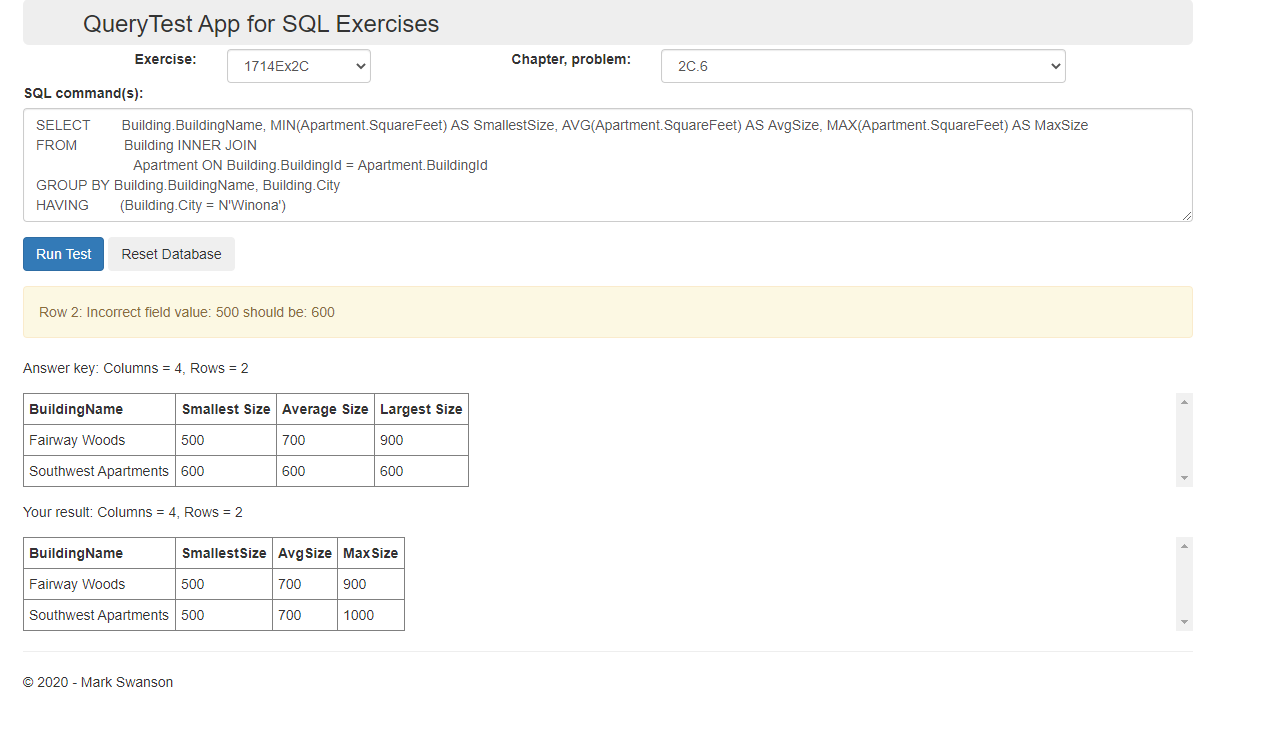 QueryTest App for SQL Exercises
Exercise: 1714Ex2C Chapter, problem: 2C.6
SQL command(s):
SELECT Building.BuildingName, MIN(Apartment.SquareFeet) AS SmallestSize, AVG(Apartment.SquareFeet) AS AvgSize, MAX(Apartment.SquareFeet) AS MaxSize
FROM Building INNER JOIN
Apartment ON Building.BuildingId = Apartment.BuildingId
GROUP BY Building.BuildingName, Building.City
HAVING (Building.City = N'Winona')
Run Test Reset Database
Row 2: Incorrect field value: 500 should be: 600
Answer key: Columns = 4, Rows = 2
BuildingName Smallest Size Average Size Largest Size
Fairway Woods 500 700 900
Southwest Apartments 600 600 600
Your result: Columns = 4, Rows = 2
BuildingName SmallestSize AvgSize MaxSize
Fairway Woods 500 700 900
Southwest Apartments 500 700 1000
© 2020 - Mark Swanson